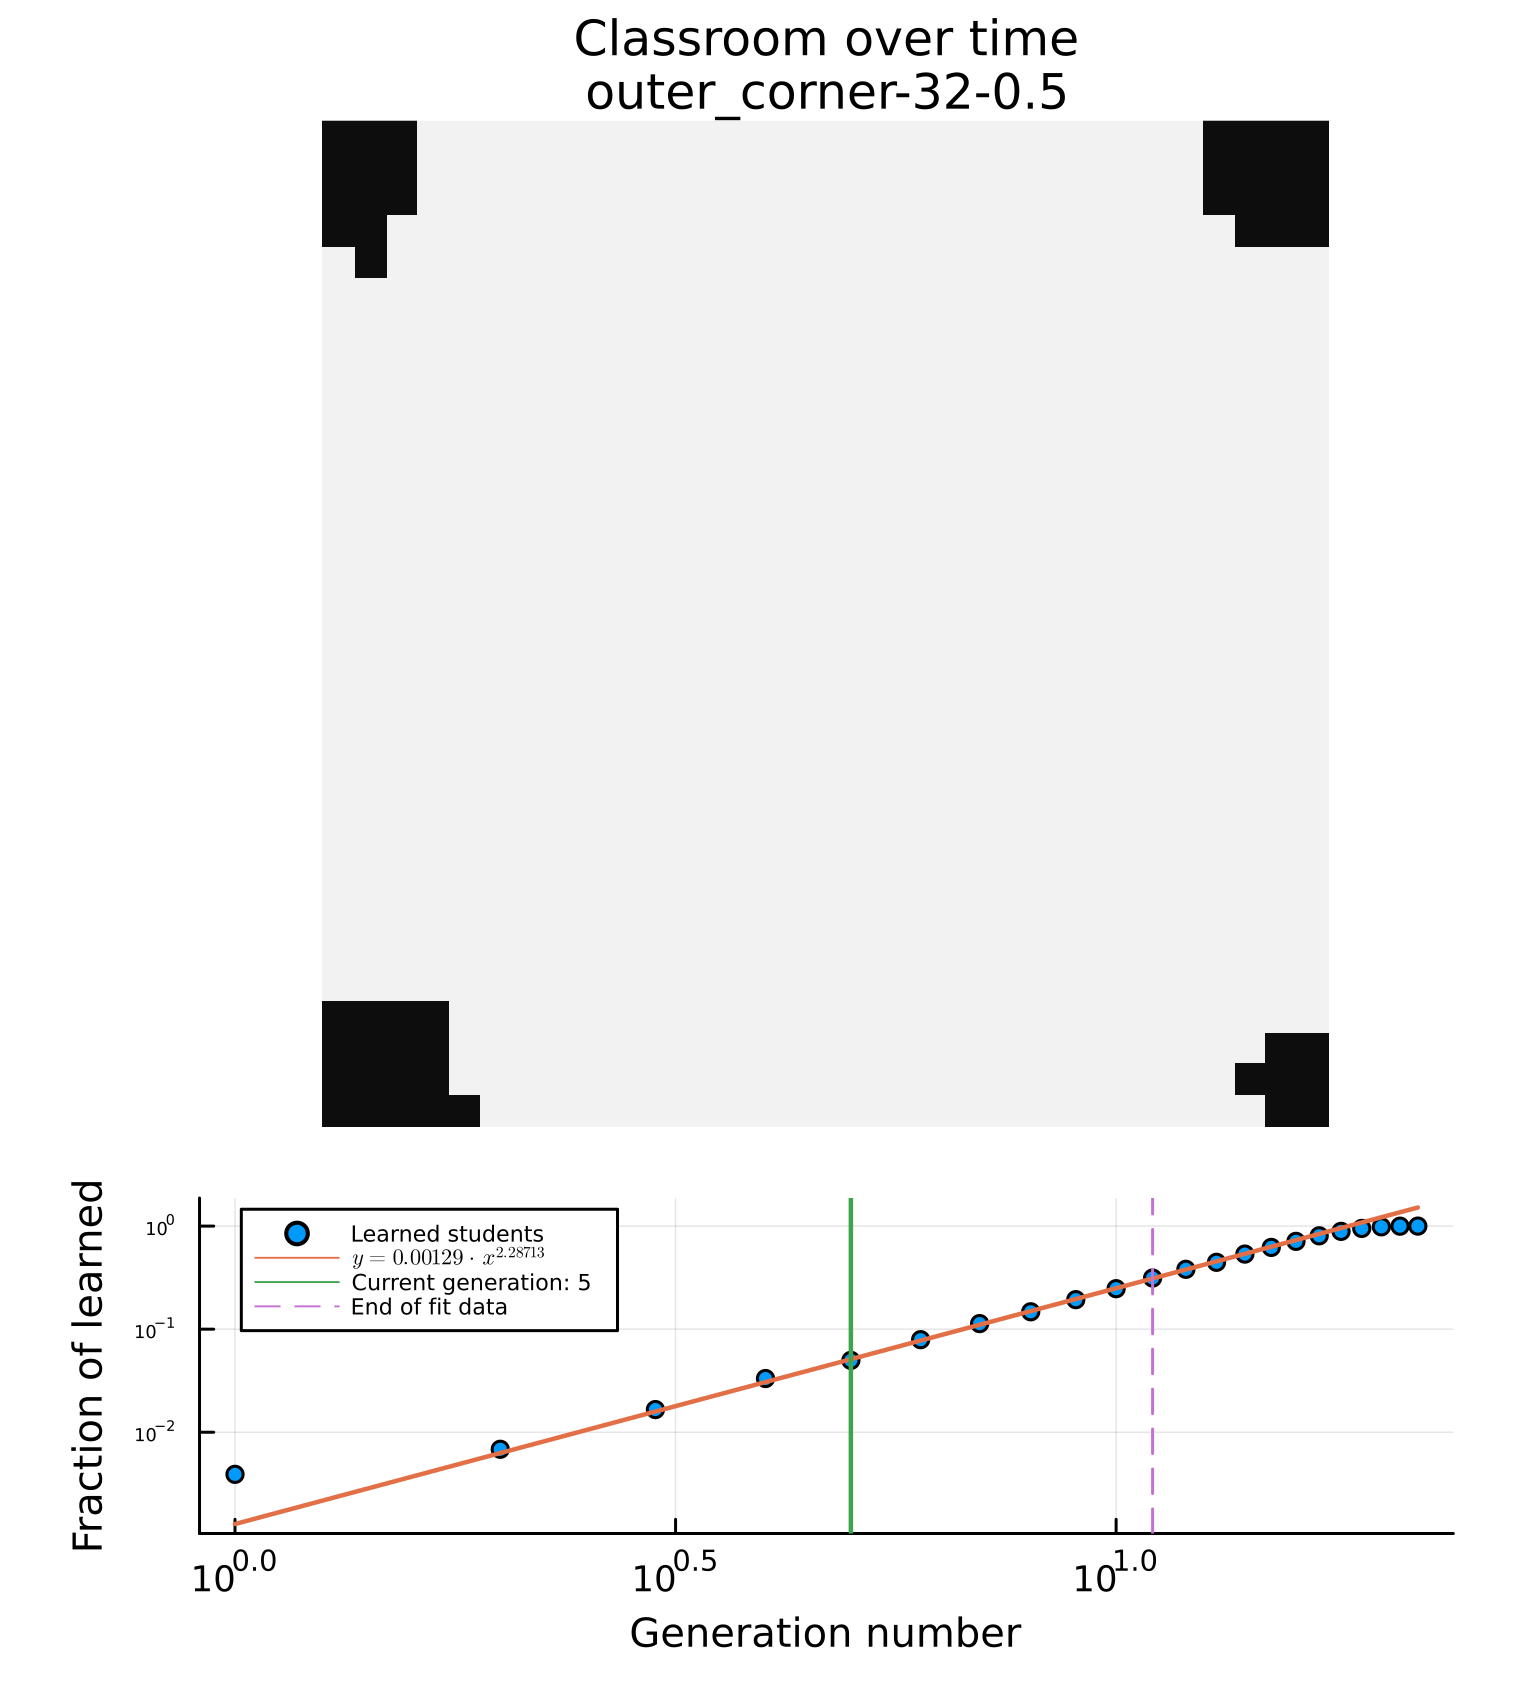 Classroom over time
outer_corner-32-0.5
Fraction of learned
10^0
10^-1
10^-2
Learned students
y = 0.00129 · x^2.28713
Current generation: 5
End of fit data
10^0.0
10^0.5
10^1.0
Generation number